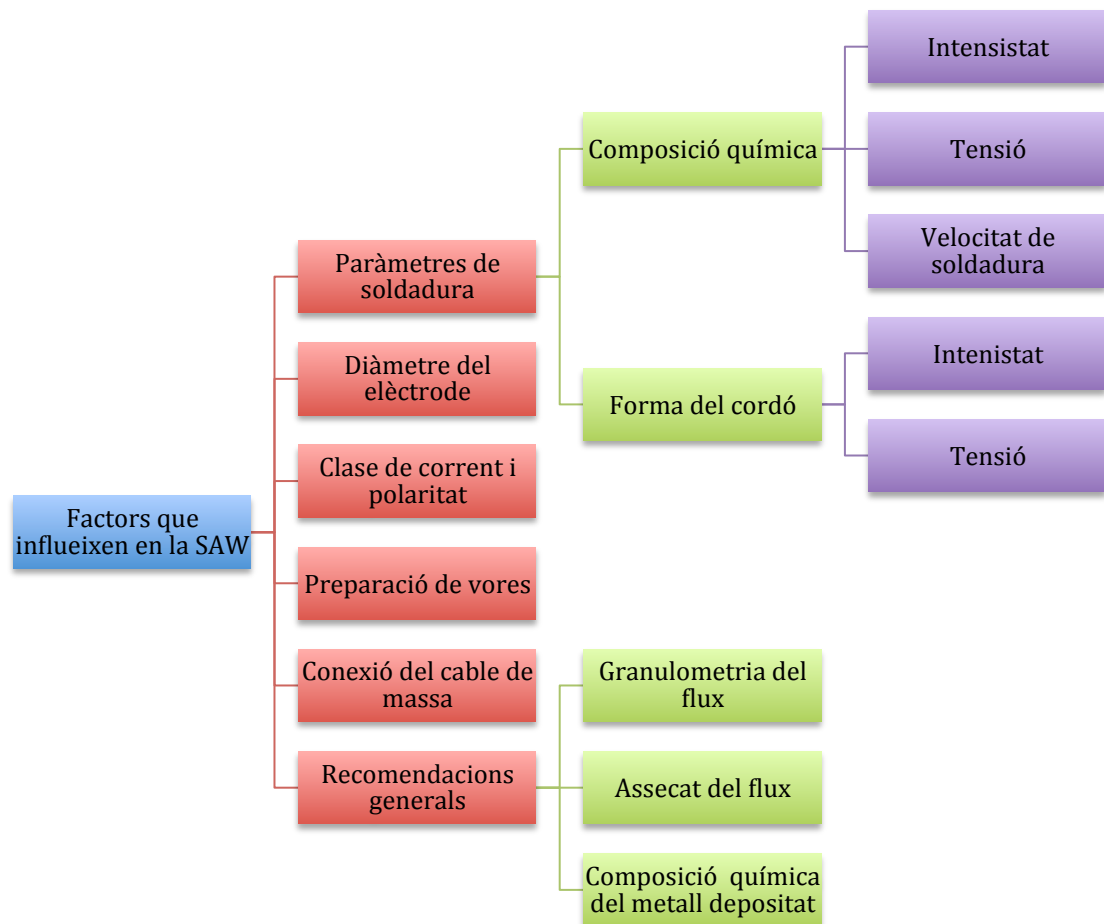 Factors que
influeixen en la SAW
Paràmetres de
soldadura
Composició química
Intensistat
Tensió
Velocitat de
soldadura
Forma del cordó
Intenistat
Tensió
Diàmetre del
elèctrode
Clase de corrent i
polaritat
Preparació de vores
Conexió del cable de
massa
Recomendacions
generals
Granulometria del
flux
Assecat del flux
Composició  química
del metall depositat